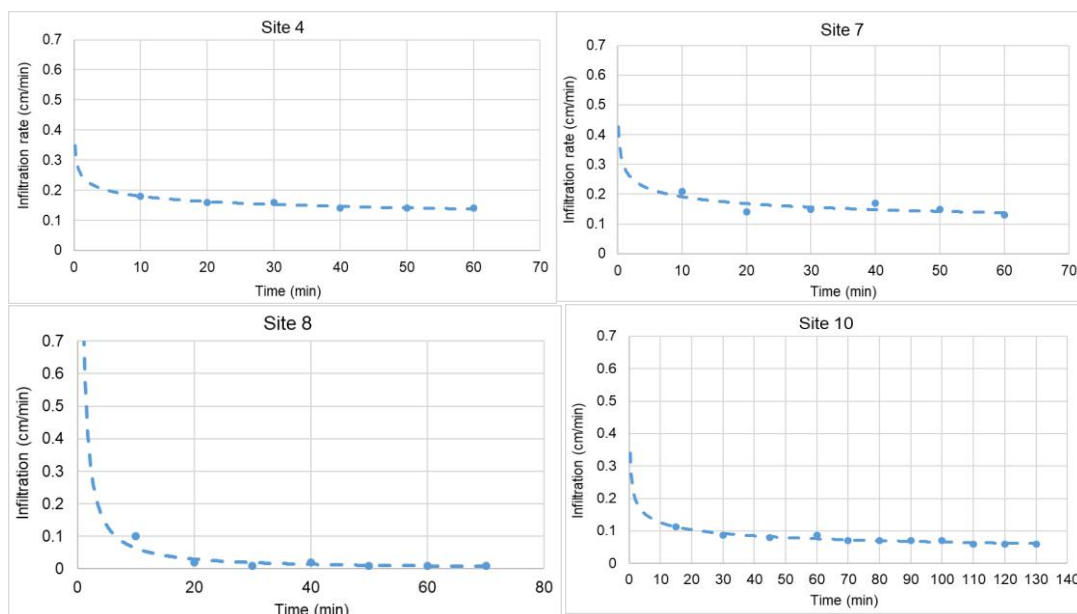 Site 4
Infiltration rate (cm/min)
0.7
0.6
0.5
0.4
0.3
0.2
0.1
0
0 10 20 30 40 50 60 70
Time (min)
Site 7
Infiltration rate (cm/min)
0.7
0.6
0.5
0.4
0.3
0.2
0.1
0
0 10 20 30 40 50 60 70
Time (min)
Site 8
Infiltration (cm/min)
0.7
0.6
0.5
0.4
0.3
0.2
0.1
0
0 20 40 60 80
Time (min)
Site 10
Infiltration (cm/min)
0.7
0.6
0.5
0.4
0.3
0.2
0.1
0
0 10 20 30 40 50 60 70 80 90 100 110 120 130 140
Time (min)